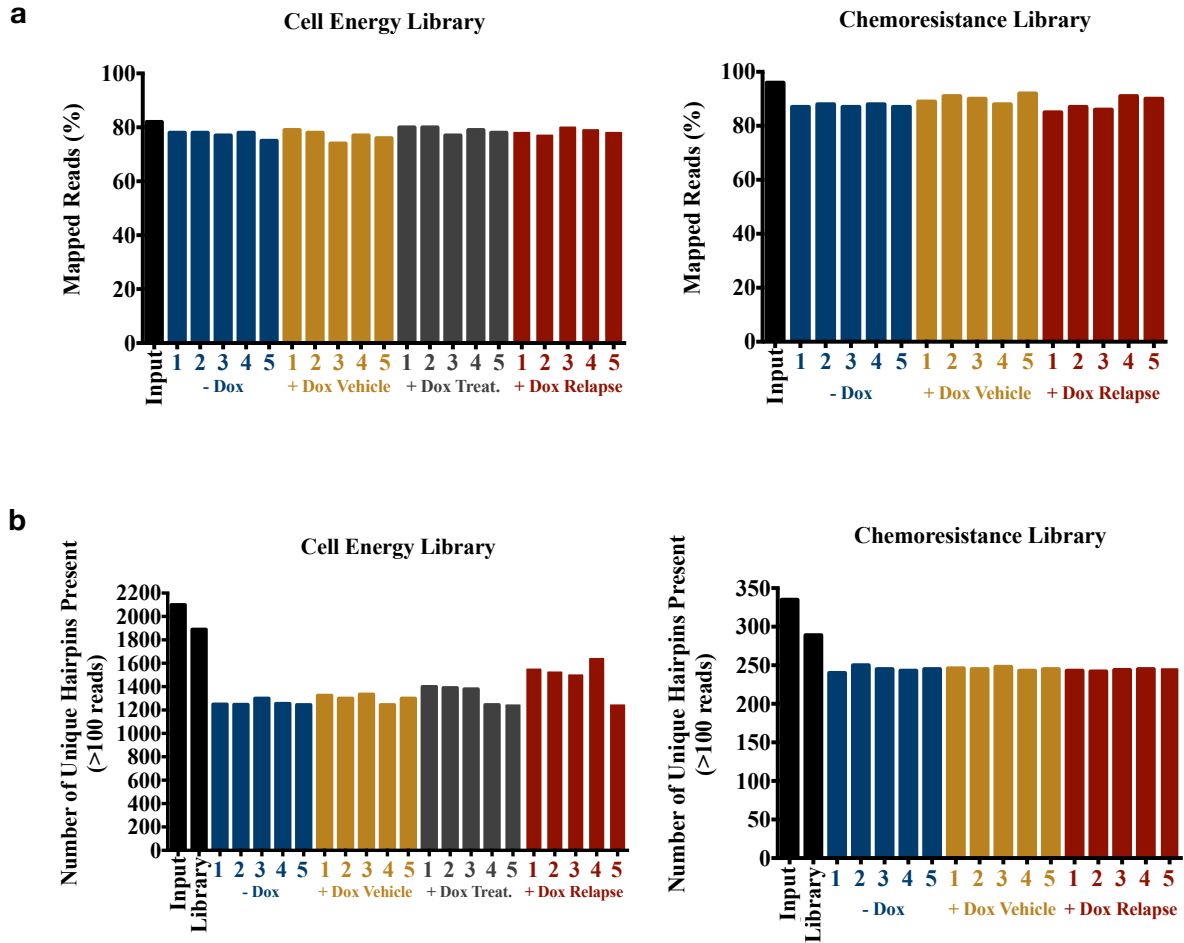 a
Cell Energy Library
Mapped Reads (%)
100
80
60
40
20
0
Input
1 2 3 4 5 1 2 3 4 5 1 2 3 4 5 1 2 3 4 5
- Dox + Dox Vehicle + Dox Treat. + Dox Relapse
Chemoresistance Library
Mapped Reads (%)
100
80
60
40
20
0
Input
1 2 3 4 5 1 2 3 4 5 1 2 3 4 5
- Dox + Dox Vehicle + Dox Relapse
b
Cell Energy Library
Number of Unique Hairpins Present
(>100 reads)
2200
2000
1800
1600
1400
1200
1000
800
600
400
200
0
Input
Library
1 2 3 4 5 1 2 3 4 5 1 2 3 4 5 1 2 3 4 5
- Dox + Dox Vehicle + Dox Treat. + Dox Relapse
Chemoresistance Library
Number of Unique Hairpins Present
(>100 reads)
350
300
250
200
150
100
50
0
Input
Library
1 2 3 4 5 1 2 3 4 5 1 2 3 4 5
- Dox + Dox Vehicle + Dox Relapse